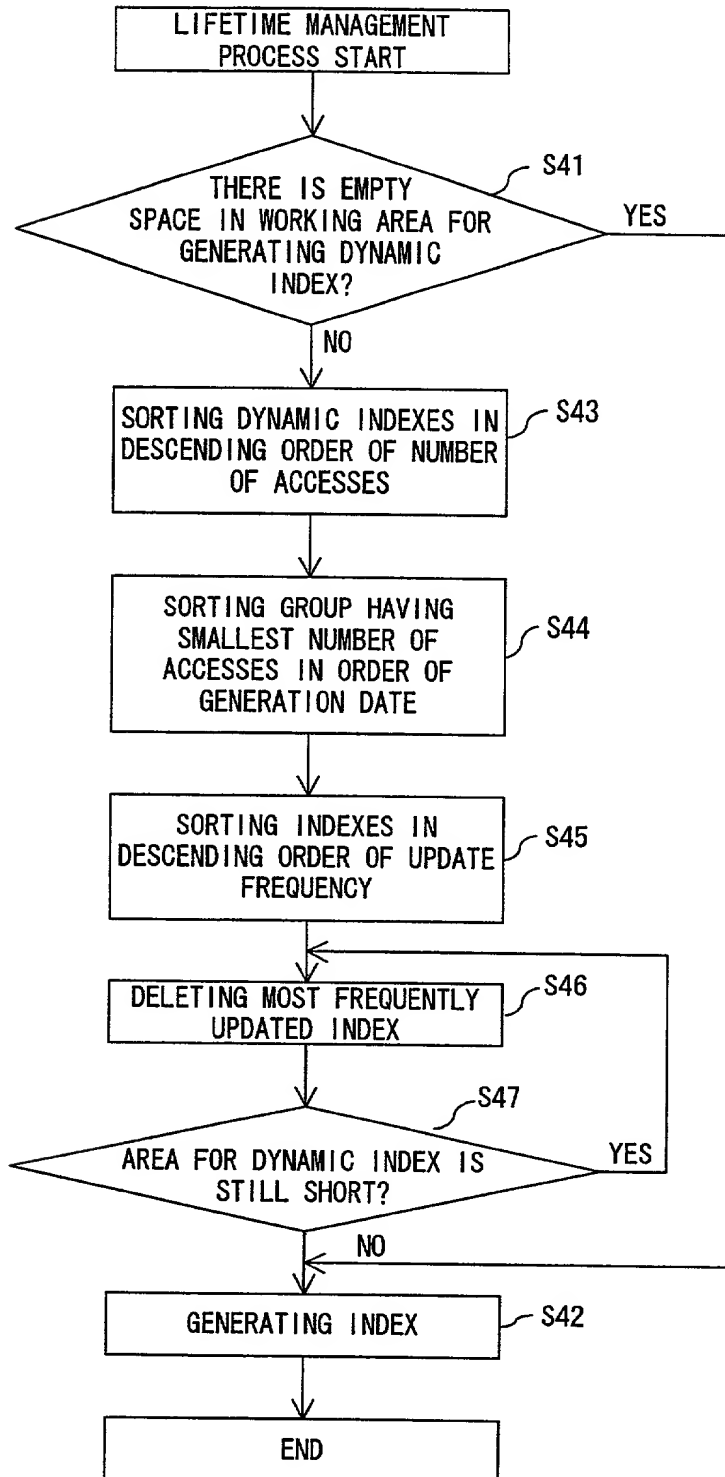 LIFETIME MANAGEMENT
PROCESS START
S41
THERE IS EMPTY
SPACE IN WORKING AREA FOR
GENERATING DYNAMIC
INDEX?
YES
NO
SORTING DYNAMIC INDEXES IN
DESCENDING ORDER OF NUMBER
OF ACCESSES
S43
SORTING GROUP HAVING
SMALLEST NUMBER OF
ACCESSES IN ORDER OF
GENERATION DATE
S44
SORTING INDEXES IN
DESCENDING ORDER OF UPDATE
FREQUENCY
S45
DELETING MOST FREQUENTLY
UPDATED INDEX
S46
S47
AREA FOR DYNAMIC INDEX IS
STILL SHORT?
YES
NO
GENERATING INDEX
S42
END